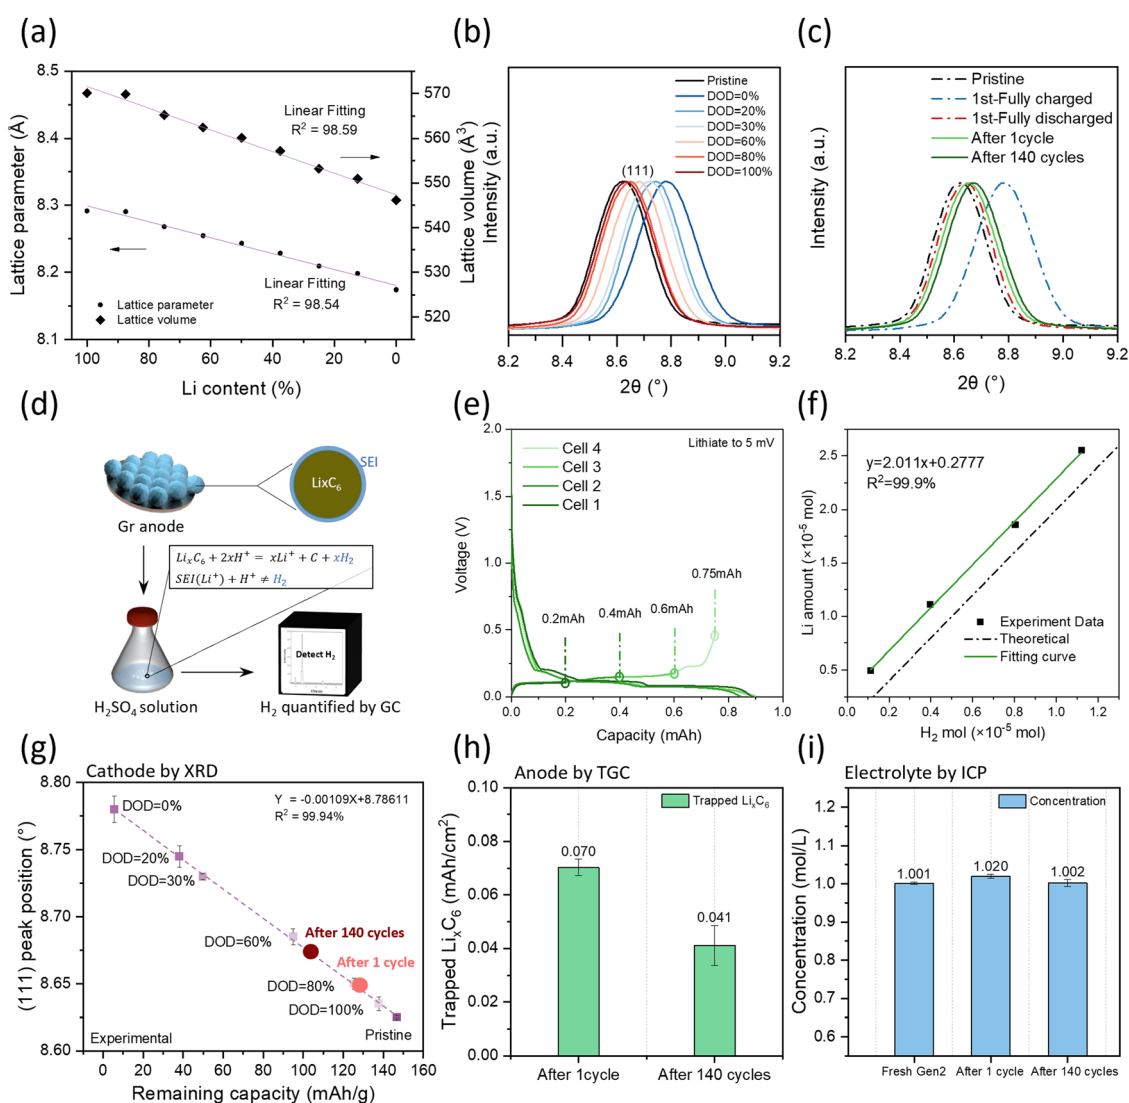 (a)
8.5
8.4
8.3
8.2
8.1
Lattice parameter (Å)
570
560
550
540
530
520
Lattice volume (Å³)
Linear Fitting
R² = 98.59
Linear Fitting
R² = 98.54
Lattice parameter
Lattice volume
100 80 60 40 20 0
Li content (%)
(b)
Intensity (a.u.)
Pristine
DOD=0%
DOD=20%
DOD=30%
DOD=60%
DOD=80%
DOD=100%
(111)
8.2 8.4 8.6 8.8 9.0 9.2
2θ (°)
(c)
Intensity (a.u.)
Pristine
1st-Fully charged
1st-Fully discharged
After 1cycle
After 140 cycles
8.2 8.4 8.6 8.8 9.0 9.2
2θ (°)
(d)
SEI
LixC₆
Gr anode
LiₓC₆ + 2xH⁺ = xLi⁺ + C + xH₂
SEI(Li⁺) + H⁺ ≠ H₂
Detect H₂
H₂SO₄ solution
H₂ quantified by GC
(e)
2.0
1.5
1.0
0.5
0.0
Voltage (V)
Lithiate to 5 mV
Cell 4
Cell 3
Cell 2
Cell 1
0.2mAh
0.4mAh
0.6mAh
0.75mAh
0.0 0.2 0.4 0.6 0.8 1.0
Capacity (mAh)
(f)
2.5
2.0
1.5
1.0
0.5
Li amount (×10⁻⁵ mol)
y=2.011x+0.2777
R²=99.9%
Experiment Data
Theoretical
Fitting curve
0.0 0.4 0.8 1.2
H₂ mol (×10⁻⁵ mol)
(g)
Cathode by XRD
8.80
8.75
8.70
8.65
8.60
(111) peak position (°)
Y = -0.00109X+8.78611
R² = 99.94%
DOD=0%
DOD=20%
DOD=30%
DOD=60%
After 140 cycles
After 1 cycle
DOD=80%
DOD=100%
Experimental
Pristine
0 20 40 60 80 100 120 140 160
Remaining capacity (mAh/g)
(h)
Anode by TGC
0.10
0.08
0.06
0.04
0.02
0.00
Trapped LiₓC₆ (mAh/cm²)
Trapped LiₓC₆
0.070
0.041
After 1cycle
After 140 cycles
(i)
Electrolyte by ICP
1.2
1.1
1.0
0.9
0.8
0.7
0.6
Concentration (mol/L)
Concentration
1.001
1.020
1.002
Fresh Gen2
After 1 cycle
After 140 cycles